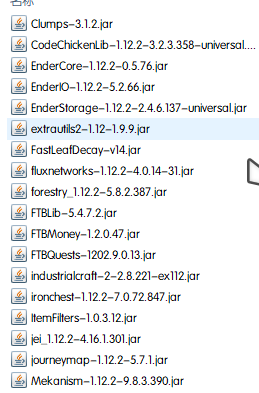 名称
Clumps-3.1.2.jar
CodeChickenLib-1.12.2-3.2.3.358-universal....
EnderCore-1.12.2-0.5.76.jar
EnderIO-1.12.2-5.2.66.jar
EnderStorage-1.12.2-2.4.6.137-universal.jar
extrautils2-1.12-1.9.9.jar
FastLeafDecay-v14.jar
fluxnetworks-1.12.2-4.0.14-31.jar
forestry_1.12.2-5.8.2.387.jar
FTBLib-5.4.7.2.jar
FTBMoney-1.2.0.47.jar
FTBQuests-1202.9.0.13.jar
industrialcraft-2-2.8.221-ex112.jar
ironchest-1.12.2-7.0.72.847.jar
ItemFilters-1.0.3.12.jar
jei_1.12.2-4.16.1.301.jar
journeymap-1.12.2-5.7.1.jar
Mekanism-1.12.2-9.8.3.390.jar